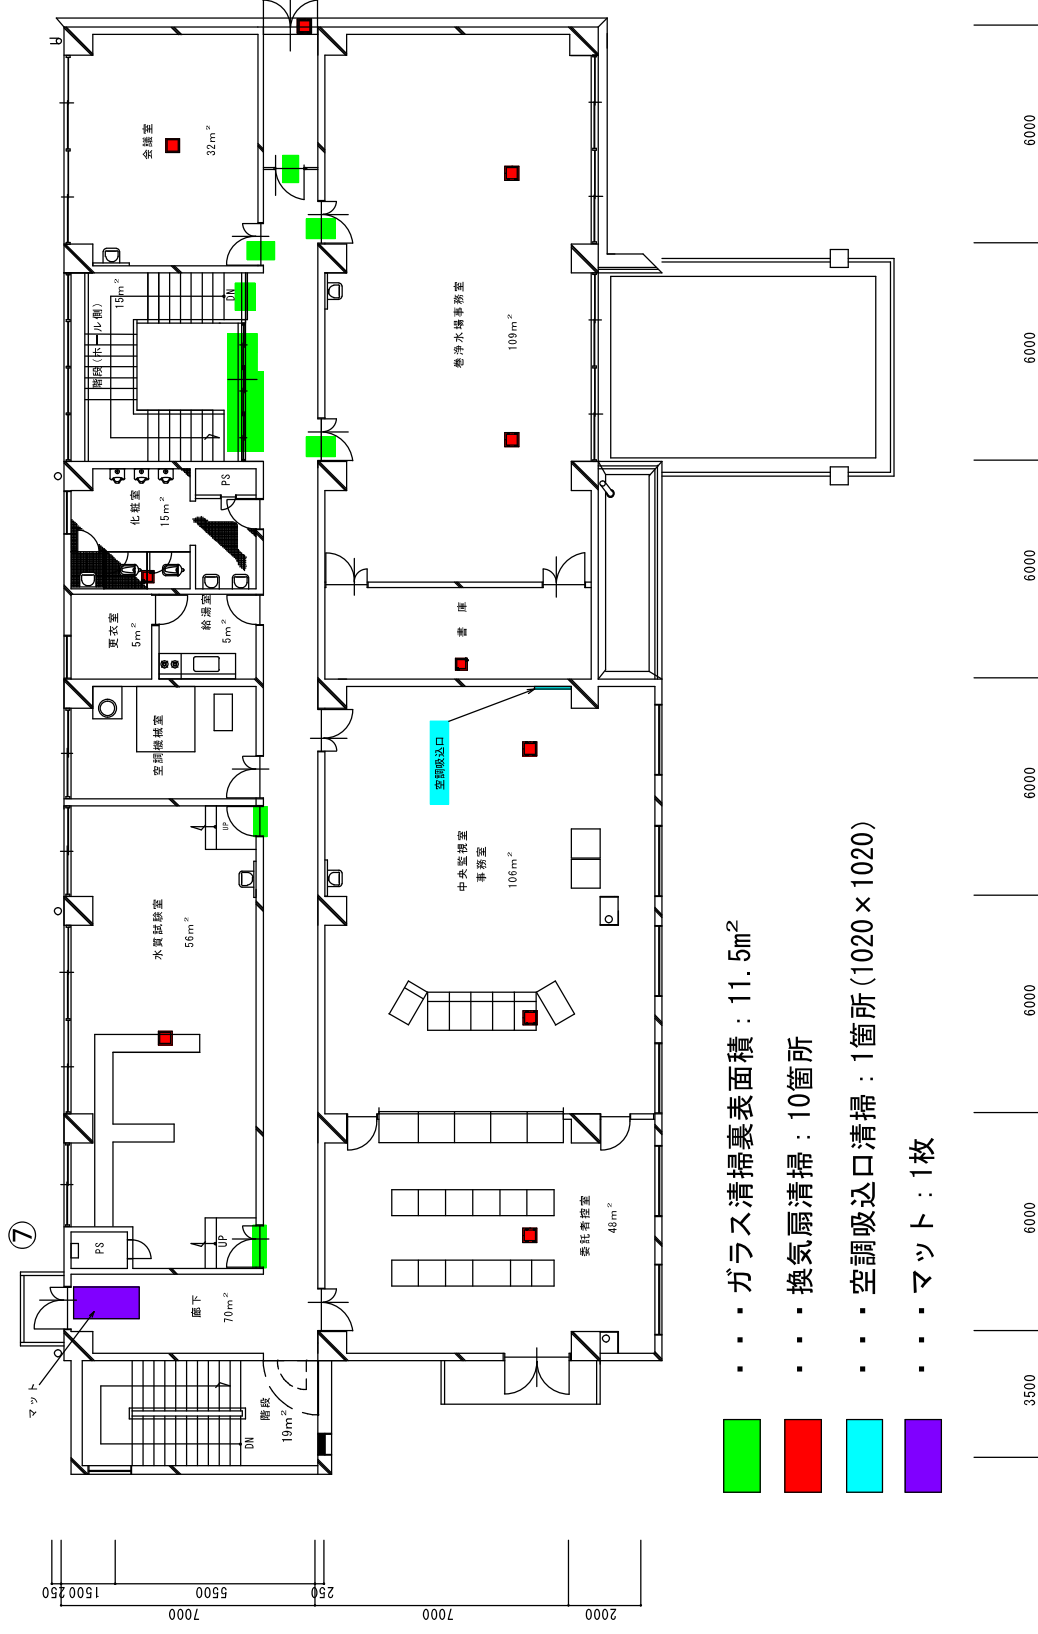 ⑦
マット
会議室
32m²
階段(ホール側)
15m²
DN
化粧室
15m²
PS
更衣室
5m²
給湯室
5m²
空調機械室
水質試験室
56m²
UP
PS
UP
廊下
70m²
階段
19m²
DN
巻浄水場事務室
109m²
書 庫
空調吸込口
中央監視室
事務室
106m²
委託者控室
48m²
・・・ガラス清掃裏表面積：11.5m²
・・・換気扇清掃：10箇所
・・・空調吸込口清掃：1箇所(1020×1020)
・・・マット：1枚
3500
6000
6000
6000
6000
6000
6000
250
1500
5500
250
7000
7000
2000